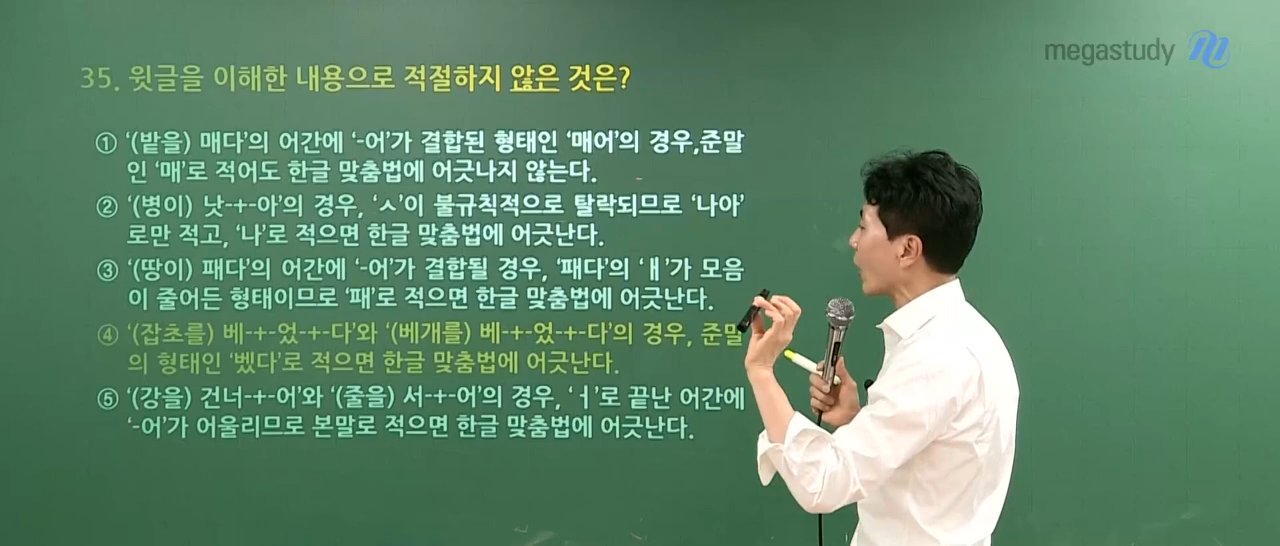 megastudy
35. 윗글을 이해한 내용으로 적절하지 않은 것은?
① ‘(밭을) 매다’의 어간에 ‘-어’가 결합된 형태인 ‘매어’의 경우,준말
인 ‘매’로 적어도 한글 맞춤법에 어긋나지 않는다.
② ‘(병이) 낫-+-아’의 경우, ‘ㅅ’이 불규칙적으로 탈락되므로 ‘나아’
로만 적고, ‘나’로 적으면 한글 맞춤법에 어긋난다.
③ ‘(땅이) 패다’의 어간에 ‘-어’가 결합될 경우, ‘패다’의 ‘ㅐ’가 모음
이 줄어든 형태이므로 ‘패’로 적으면 한글 맞춤법에 어긋난다.
④ ‘(잡초를) 베-+-었-+-다’와 ‘(베개를) 베-+-었-+-다’의 경우, 준말
의 형태인 ‘벴다’로 적으면 한글 맞춤법에 어긋난다.
⑤ ‘(강을) 건너-+-어’와 ‘(줄을) 서-+-어’의 경우, ‘ㅓ’로 끝난 어간에
‘-어’가 어울리므로 본말로 적으면 한글 맞춤법에 어긋난다.